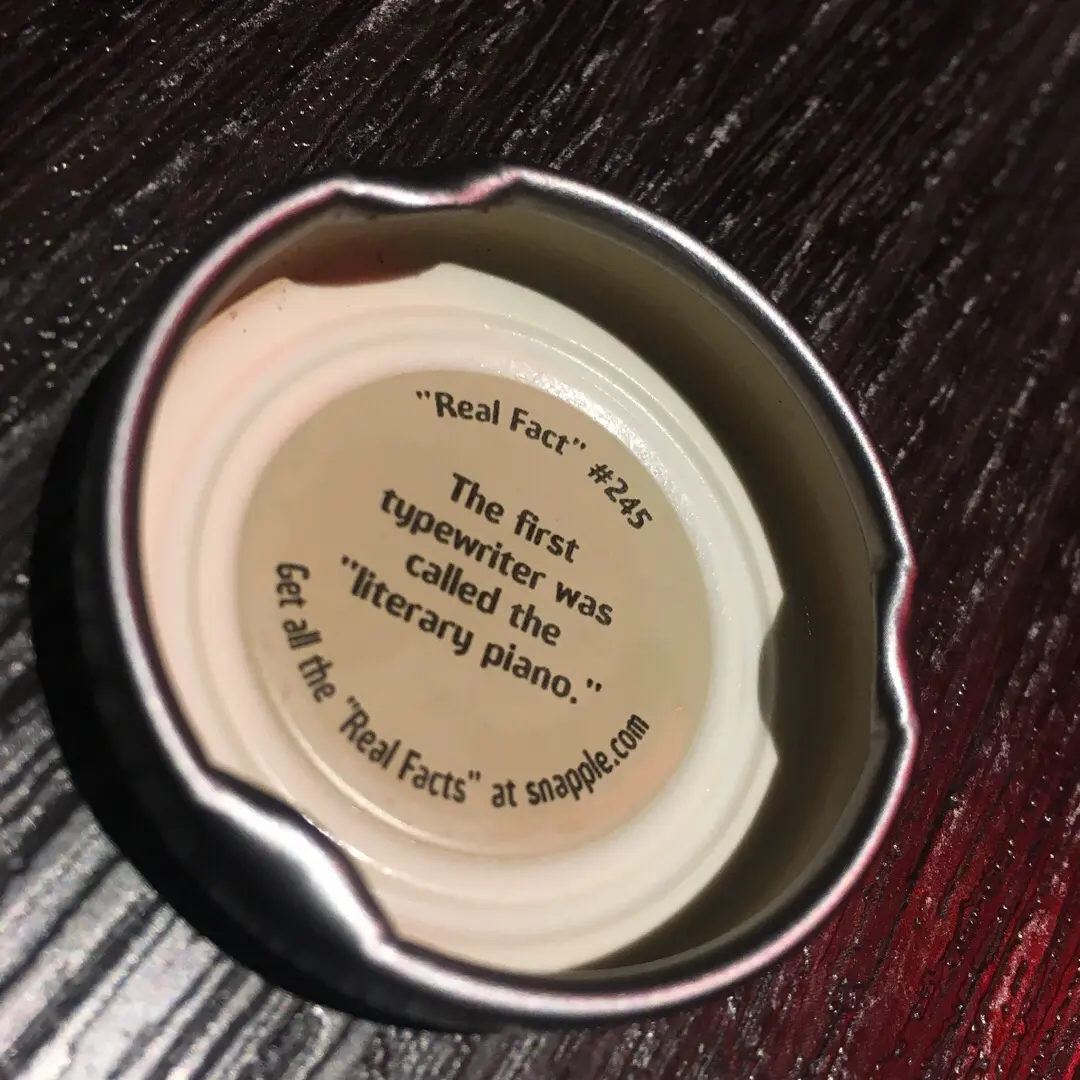 "Real Fact" #245
The first
typewriter was
called the
"literary piano."
Get all the "Real Facts" at snapple.com